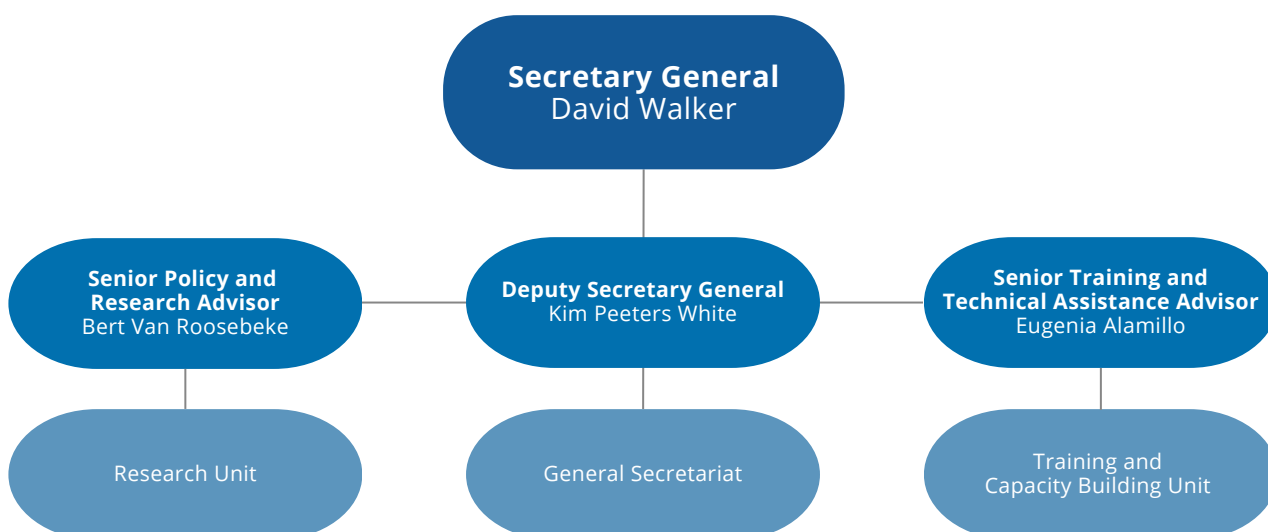 Secretary General
David Walker
Senior Policy and
Research Advisor
Bert Van Roosebeke
Deputy Secretary General
Kim Peeters White
Senior Training and
Technical Assistance Advisor
Eugenia Alamillo
Research Unit
General Secretariat
Training and
Capacity Building Unit